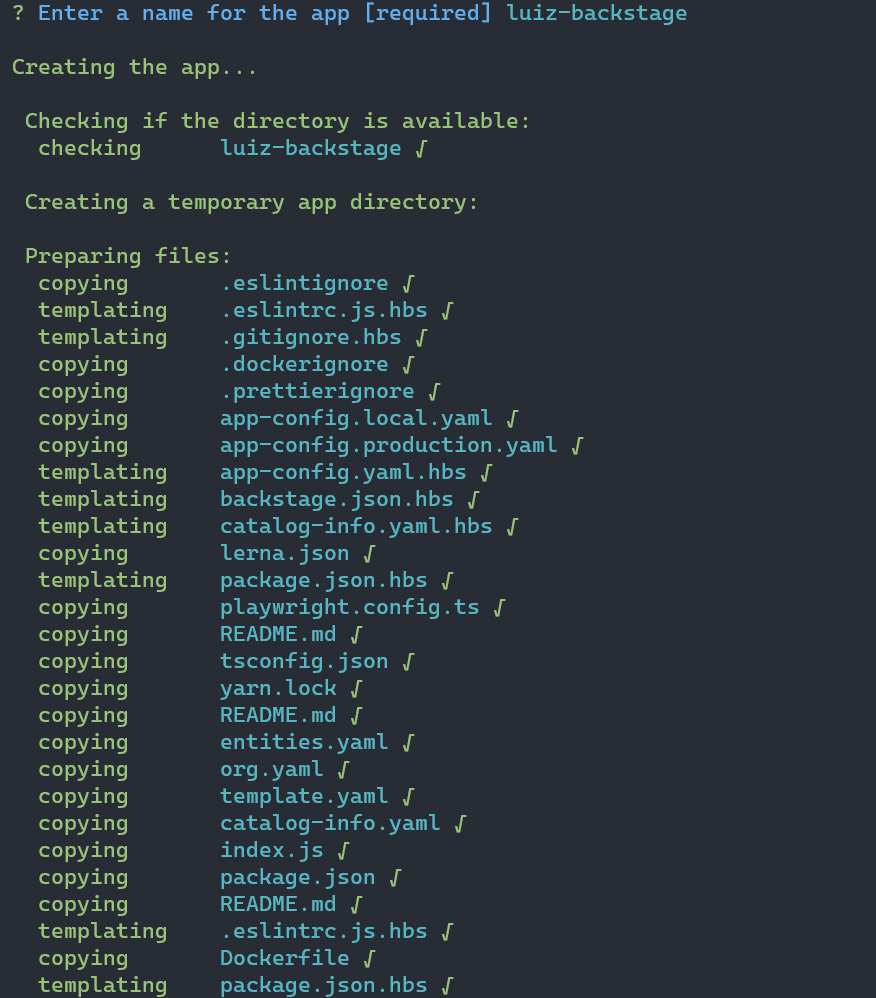 ? Enter a name for the app [required] luiz-backstage
Creating the app...
Checking if the directory is available:
checking luiz-backstage √
Creating a temporary app directory:
Preparing files:
copying .eslintignore √
templating .eslintrc.js.hbs √
templating .gitignore.hbs √
copying .dockerignore √
copying .prettierignore √
copying app-config.local.yaml √
copying app-config.production.yaml √
templating app-config.yaml.hbs √
templating backstage.json.hbs √
templating catalog-info.yaml.hbs √
copying lerna.json √
templating package.json.hbs √
copying playwright.config.ts √
copying README.md √
copying tsconfig.json √
copying yarn.lock √
copying README.md √
copying entities.yaml √
copying org.yaml √
copying template.yaml √
copying catalog-info.yaml √
copying index.js √
copying package.json √
copying README.md √
templating .eslintrc.js.hbs √
copying Dockerfile √
templating package.json.hbs √